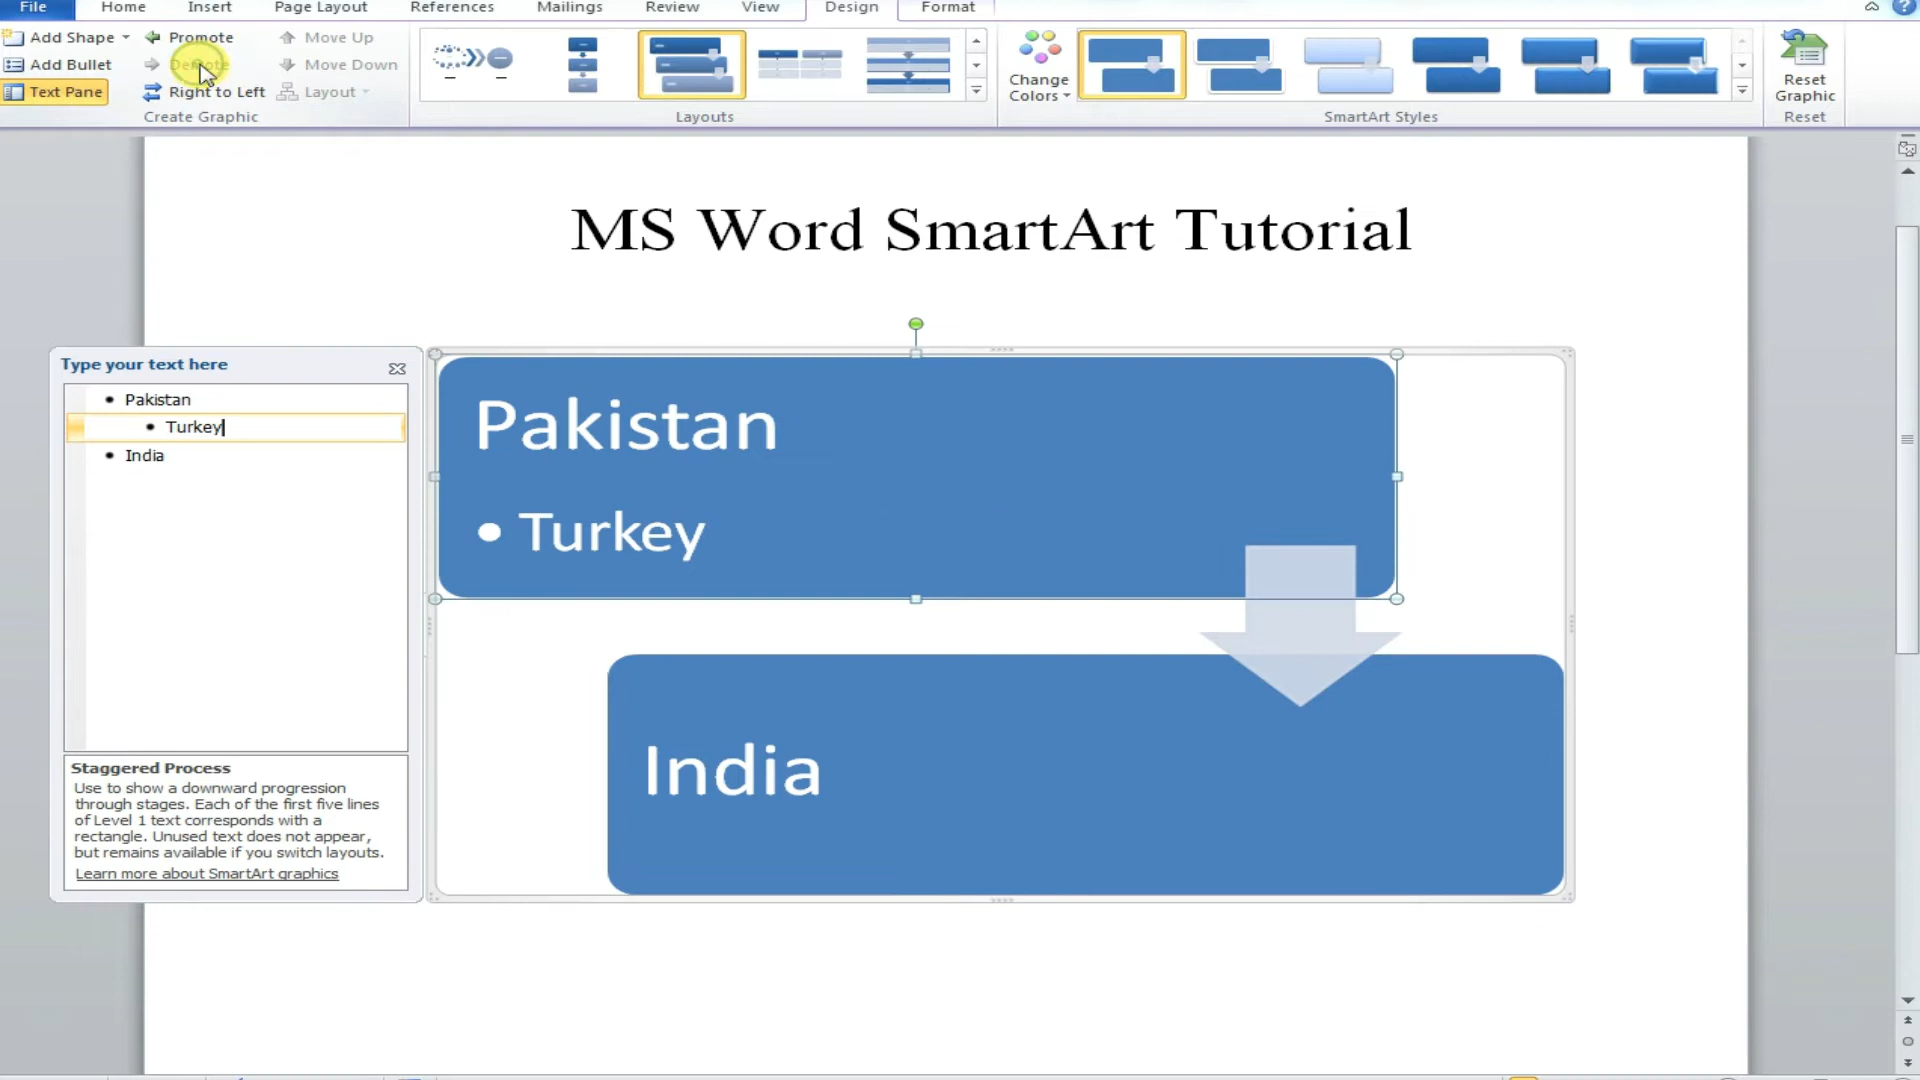 File Home Insert Page Layout References Mailings Review View Design Format
Add Shape Promote Move Up
Add Bullet Demote Move Down
Text Pane Right to Left Layout
Change Colors
Reset Graphic
Create Graphic Layouts SmartArt Styles Reset
MS Word SmartArt Tutorial
Type your text here
• Pakistan
• Turkey
• India
Staggered Process
Use to show a downward progression
through stages. Each of the first five lines
of Level 1 text corresponds with a
rectangle. Unused text does not appear,
but remains available if you switch layouts.
Learn more about SmartArt graphics
Pakistan
• Turkey
India